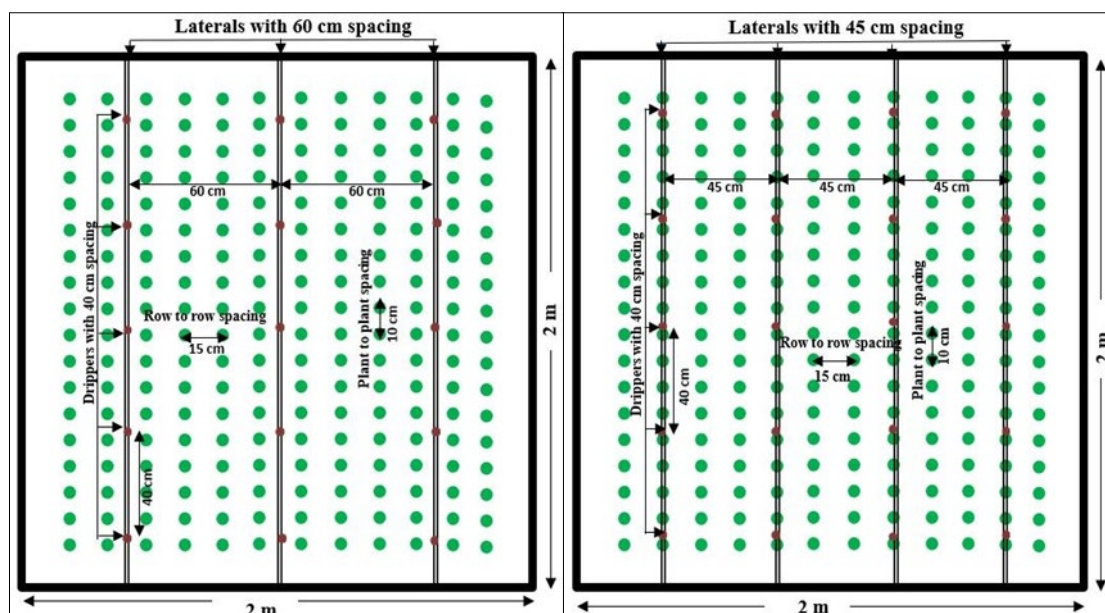 Laterals with 60 cm spacing
60 cm
60 cm
Drippers with 40 cm spacing
Row to row spacing
15 cm
Plant to plant spacing
10 cm
40 cm
2 m
2 m
Laterals with 45 cm spacing
45 cm
45 cm
45 cm
Drippers with 40 cm spacing
40 cm
Row to row spacing
15 cm
Plant to plant spacing
10 cm
2 m
2 m